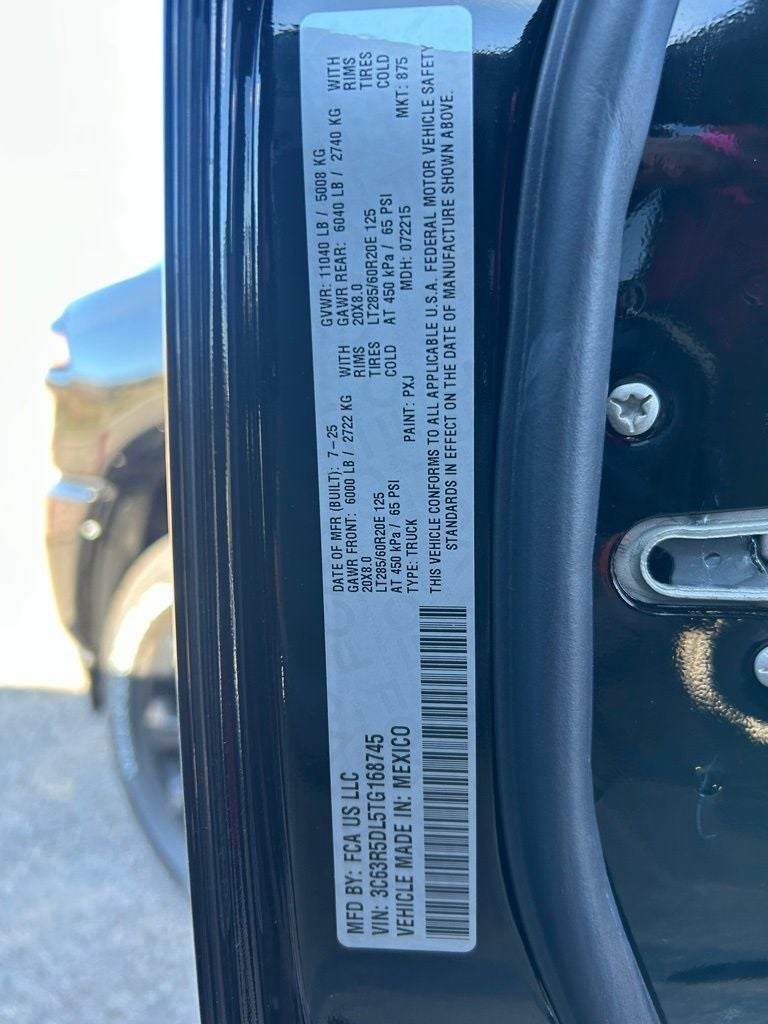 MFD BY: FCA US LLC
VIN: 3C63R5DL5TG168745
VEHICLE MADE IN: MEXICO
DATE OF MFR (BUILT): 7-25 GVWR: 11040 LB / 5008 KG
GAWR FRONT: 6000 LB / 2722 KG WITH GAWR REAR: 6040 LB / 2740 KG WITH
20X8.0 RIMS 20X8.0 RIMS
LT285/60R20E 125 TIRES LT285/60R20E 125 TIRES
AT 450 kPa / 65 PSI COLD AT 450 kPa / 65 PSI COLD
TYPE: TRUCK PAINT: PXJ MDH: 072215 MKT: 875
THIS VEHICLE CONFORMS TO ALL APPLICABLE U.S.A. FEDERAL MOTOR VEHICLE SAFETY
STANDARDS IN EFFECT ON THE DATE OF MANUFACTURE SHOWN ABOVE.